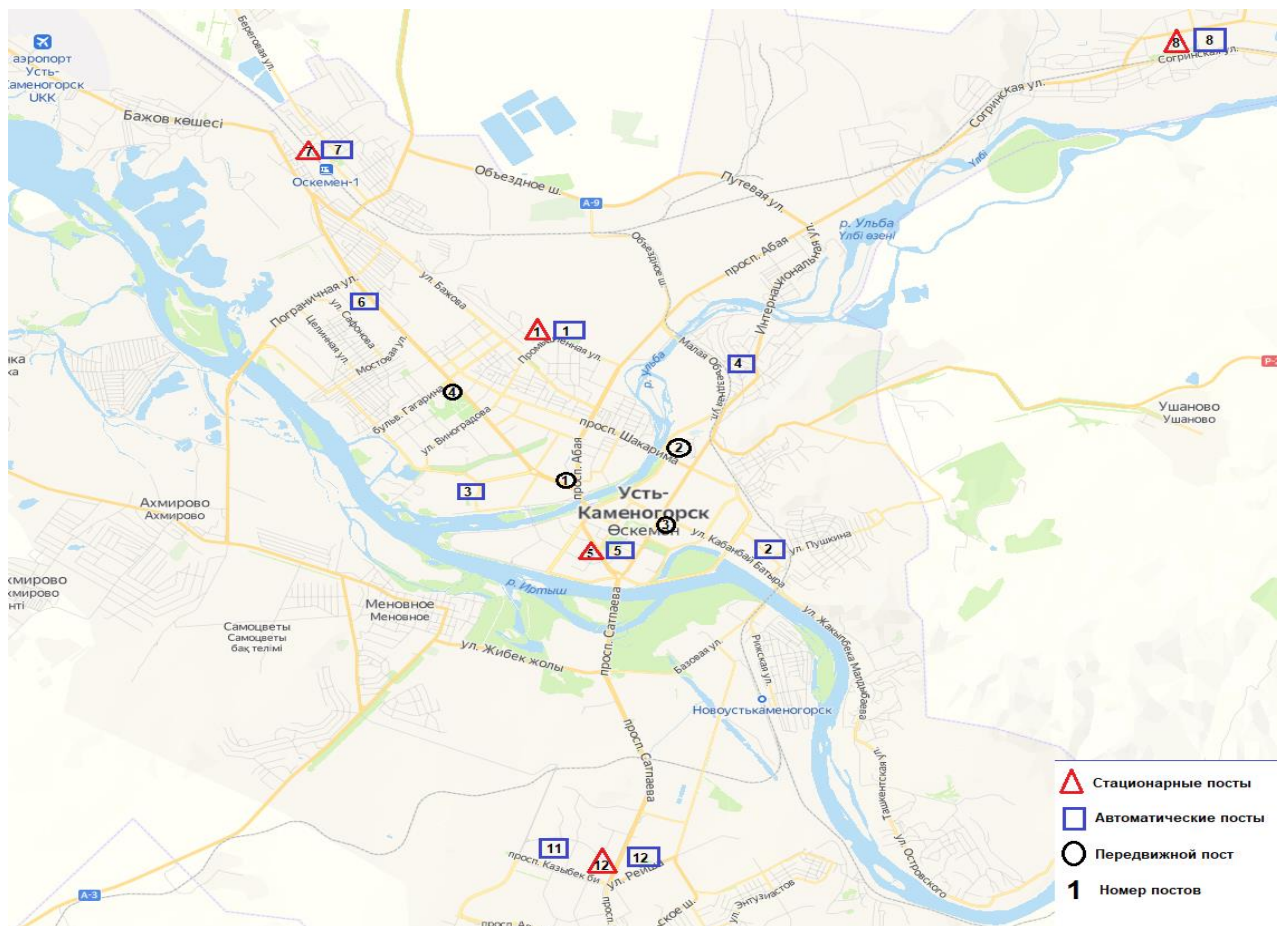 аэропорт
Усть-
Каменогорск
UKK
Береговая ул.
Бажов көшесі
7
7
Оскемен-1
Объездное ш.
A-9
Путевая ул.
Согринская ул.
Согринская ул.
8
8
Үлбі
р. Ульба
Үлбі өзені
просп. Абая
Интернациональная ул.
Объездное ш.
ул. Бажова
Пограничная ул.
6
ул. Сафонова
Целинная ул.
Мостовая ул.
1
1
Промышленная ул.
р. Ульба
Малая Объездная ул.
4
4
бульв. Гагарина
ул. Виноградова
просп. Шакарима
просп. Абая
2
1
3
Усть-
Каменогорск
Өскемен
3
5
5
ул. Кабанбай Батыра
2
ул. Пушкина
Ушаново
Ушаново
Ахмирово
Ахмирово
р. Иртыш
Меновное
Меновное
Самоцветы
Самоцветы
бақ телімі
ул. Жибек жолы
просп. Сатпаева
Базовая ул.
Рижская ул.
ул. Жакыпбека Малдыбаева
Новоустькаменогорск
просп. Сатпаева
Ташкентская ул.
ул. Островского
11
12
12
просп. Казыбек би
ул. Энтузиастов
A-3
Стационарные посты
Автоматические посты
Передвижной пост
1 Номер постов